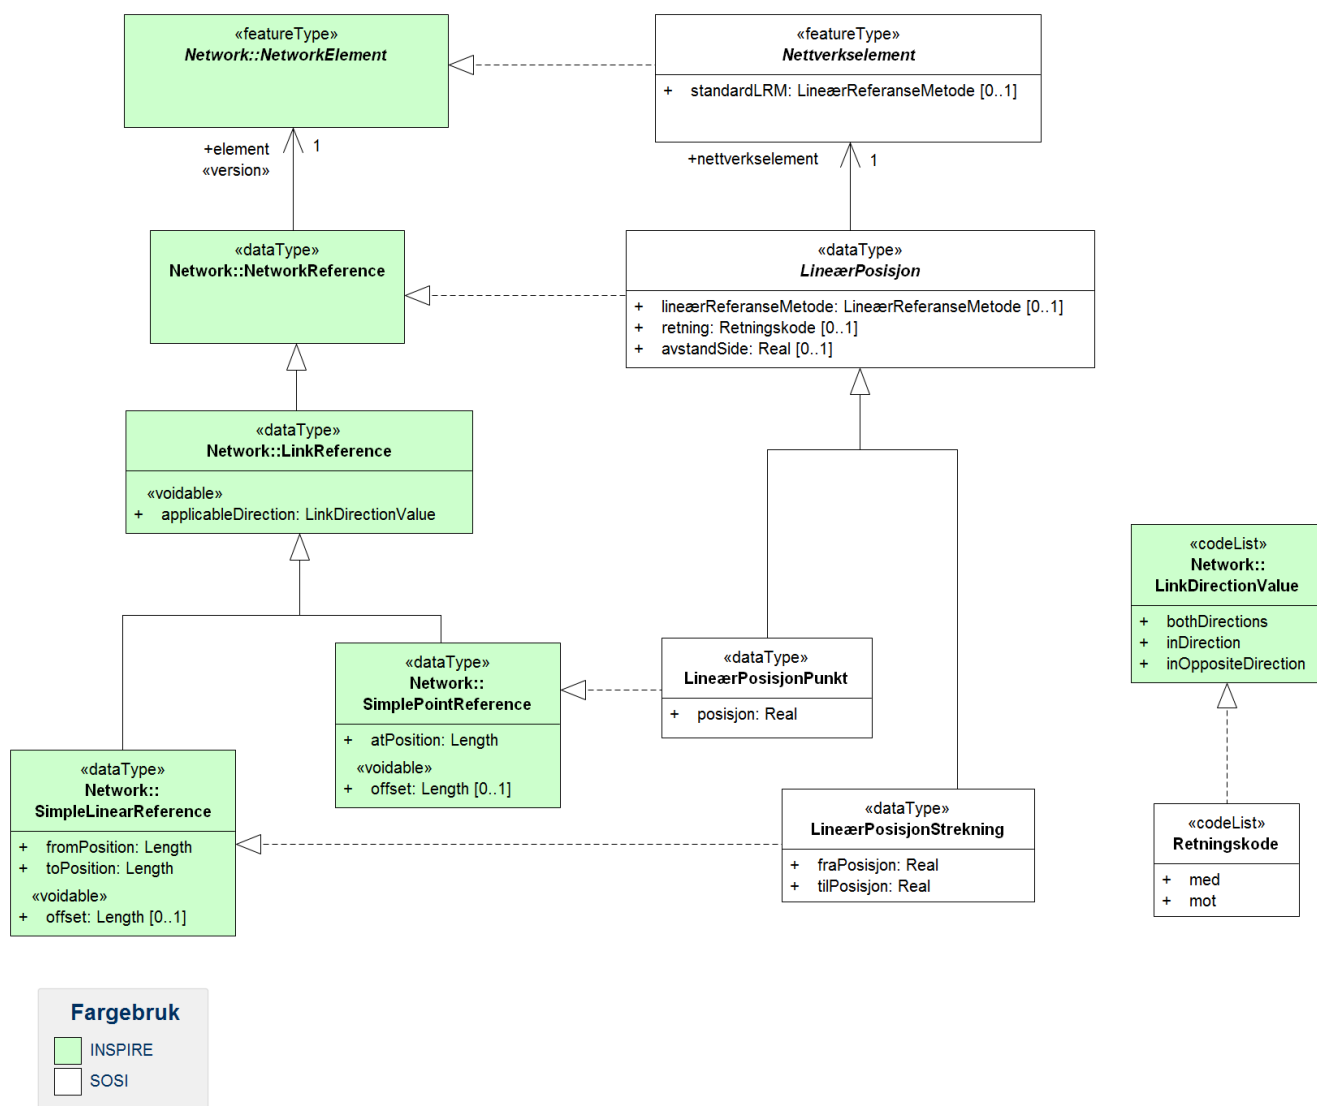 «featureType»
Network::NetworkElement
«featureType»
Nettverkselement
+ standardLRM: LineærReferanseMetode [0..1]
+element
«version»
1
+nettverkselement
1
«dataType»
Network::NetworkReference
«dataType»
LineærPosisjon
+ lineærReferanseMetode: LineærReferanseMetode [0..1]
+ retning: Retningskode [0..1]
+ avstandSide: Real [0..1]
«dataType»
Network::LinkReference
«voidable»
+ applicableDirection: LinkDirectionValue
«codeList»
Network::
LinkDirectionValue
+ bothDirections
+ inDirection
+ inOppositeDirection
«dataType»
Network::
SimplePointReference
+ atPosition: Length
«voidable»
+ offset: Length [0..1]
«dataType»
LineærPosisjonPunkt
+ posisjon: Real
«dataType»
Network::
SimpleLinearReference
+ fromPosition: Length
+ toPosition: Length
«voidable»
+ offset: Length [0..1]
«dataType»
LineærPosisjonStrekning
+ fraPosisjon: Real
+ tilPosisjon: Real
«codeList»
Retningskode
+ med
+ mot
Fargebruk
INSPIRE
SOSI